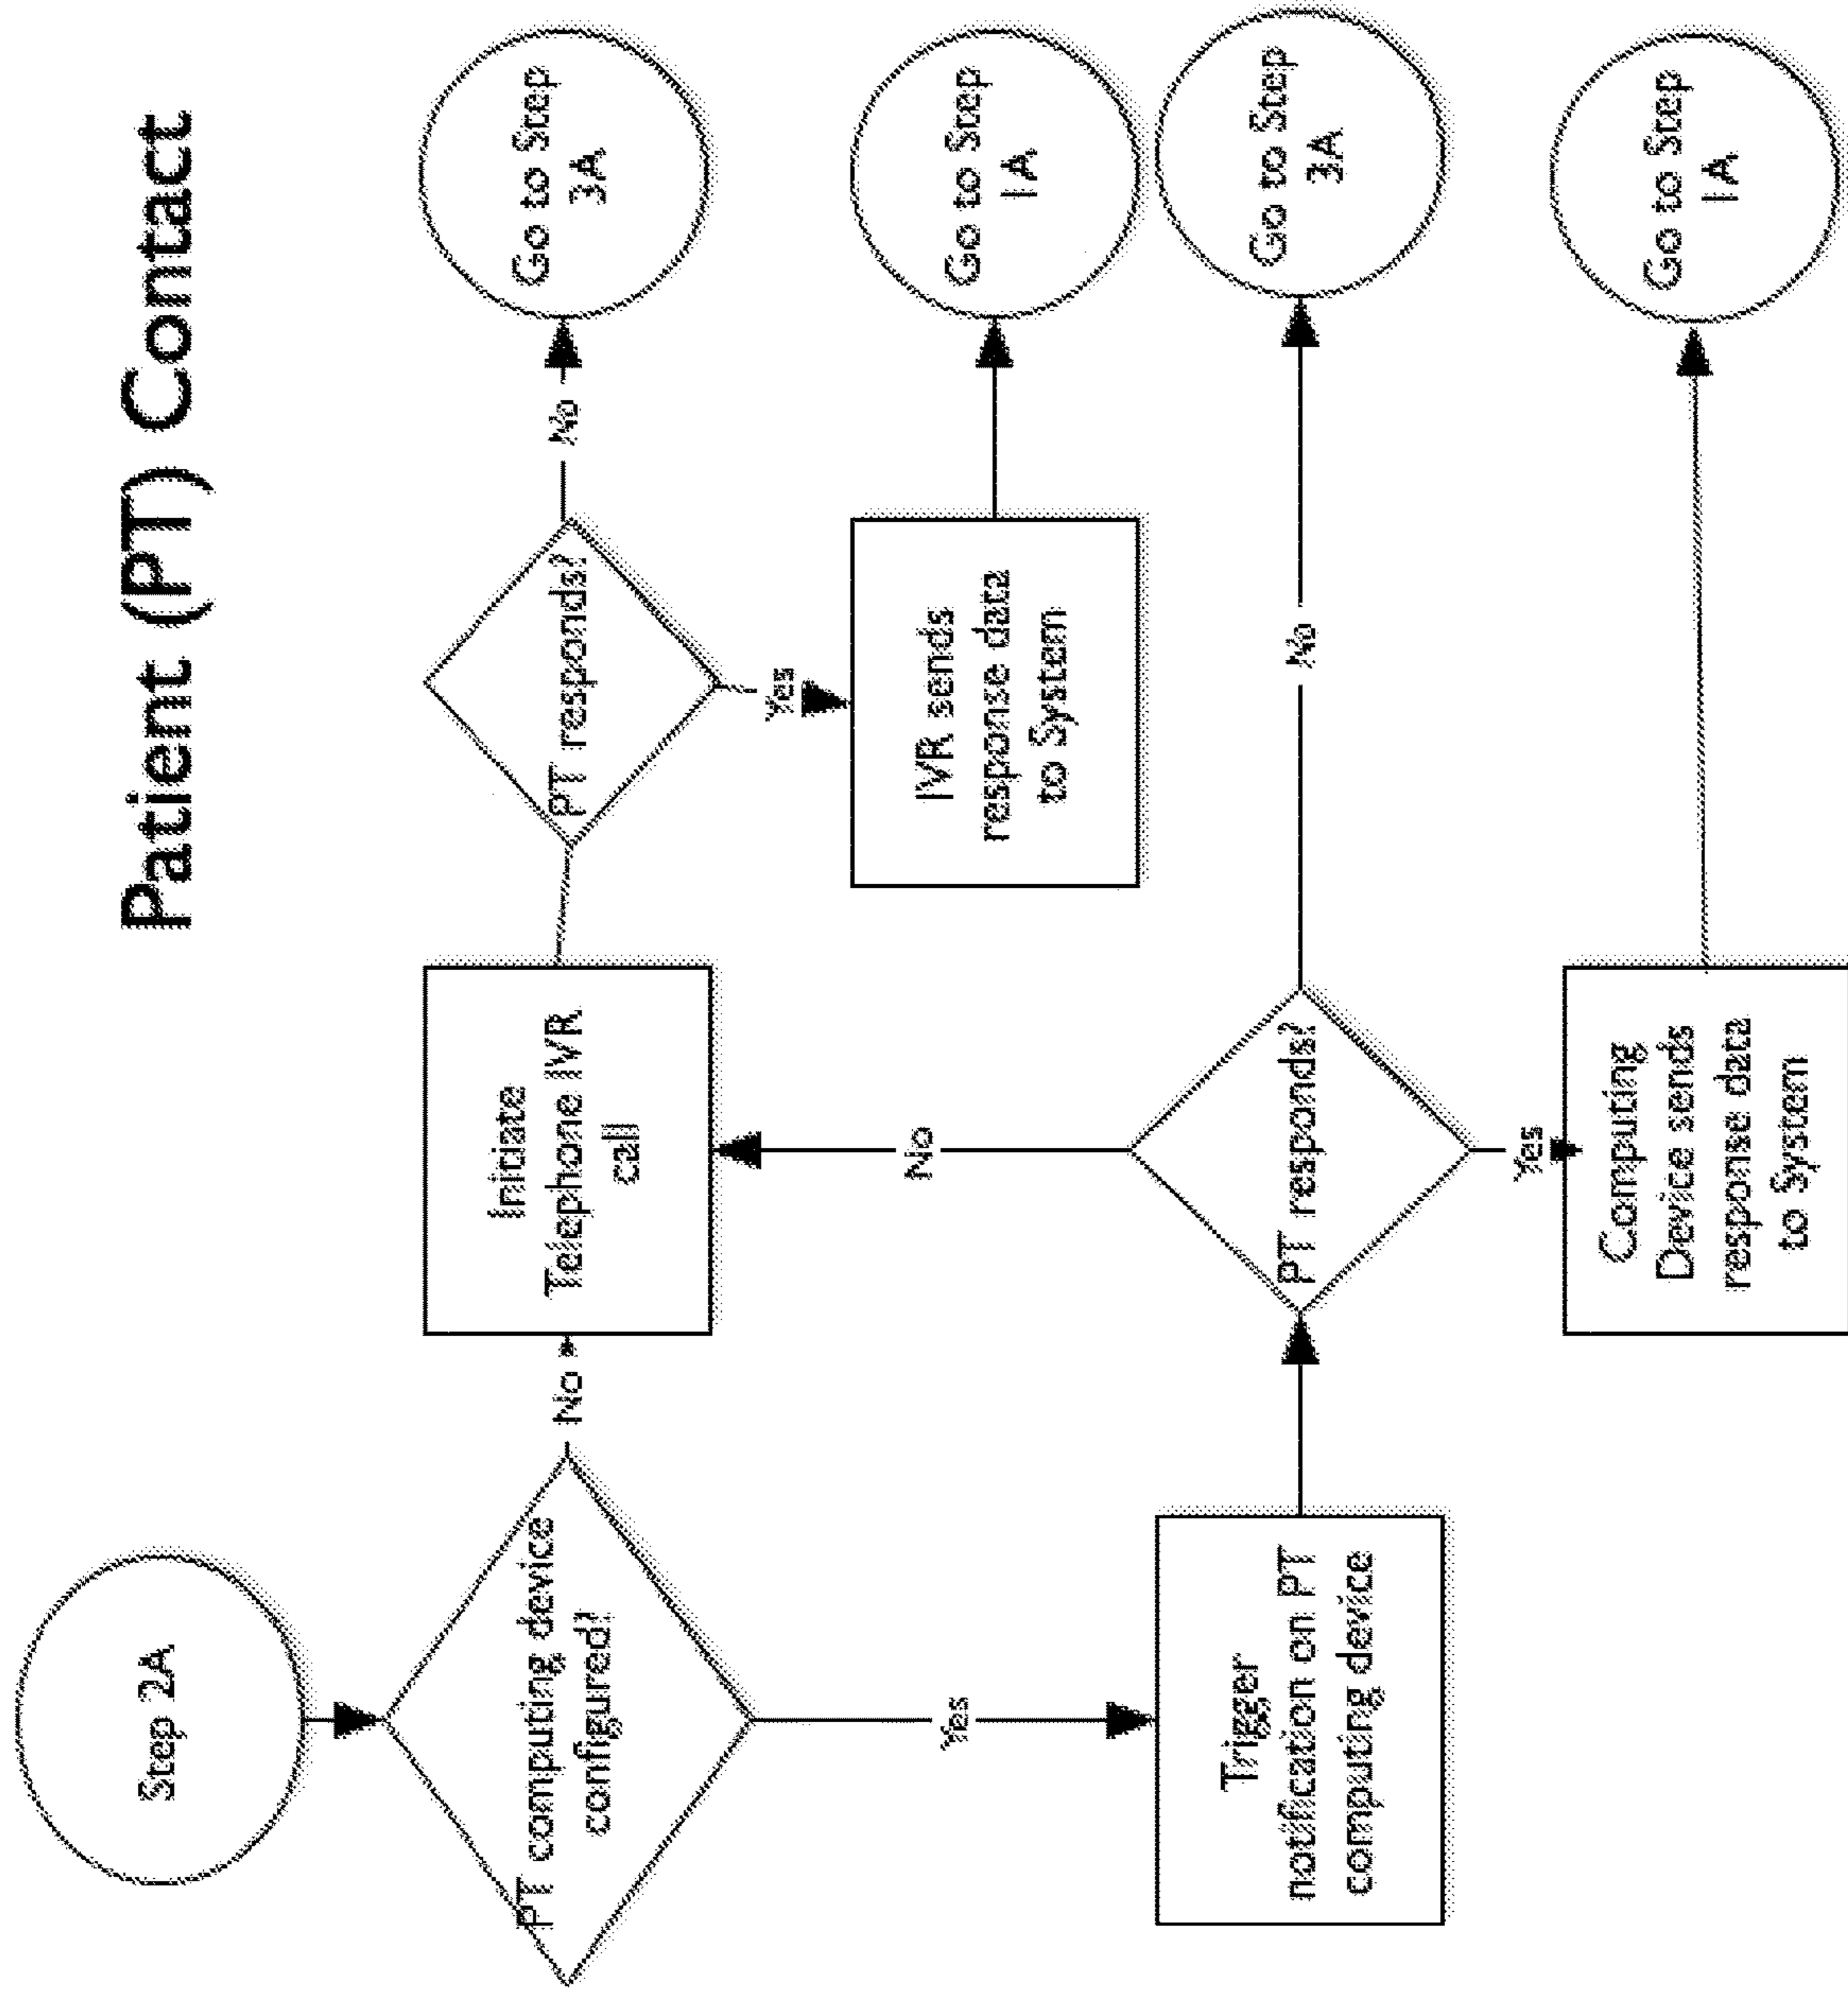 Patient (PT) Contact
Step 2A
PT computing device
configured?
No
Initiate
Telephone IVR
call
PT responds?
No
Go to Step
3A
Yes
IVR sends
response data
to System
Go to Step
1A
Yes
No
Trigger
notification on PT
computing device
PT responds?
No
Go to Step
3A
Yes
Computing
Device sends
response data
to System
Go to Step
1A